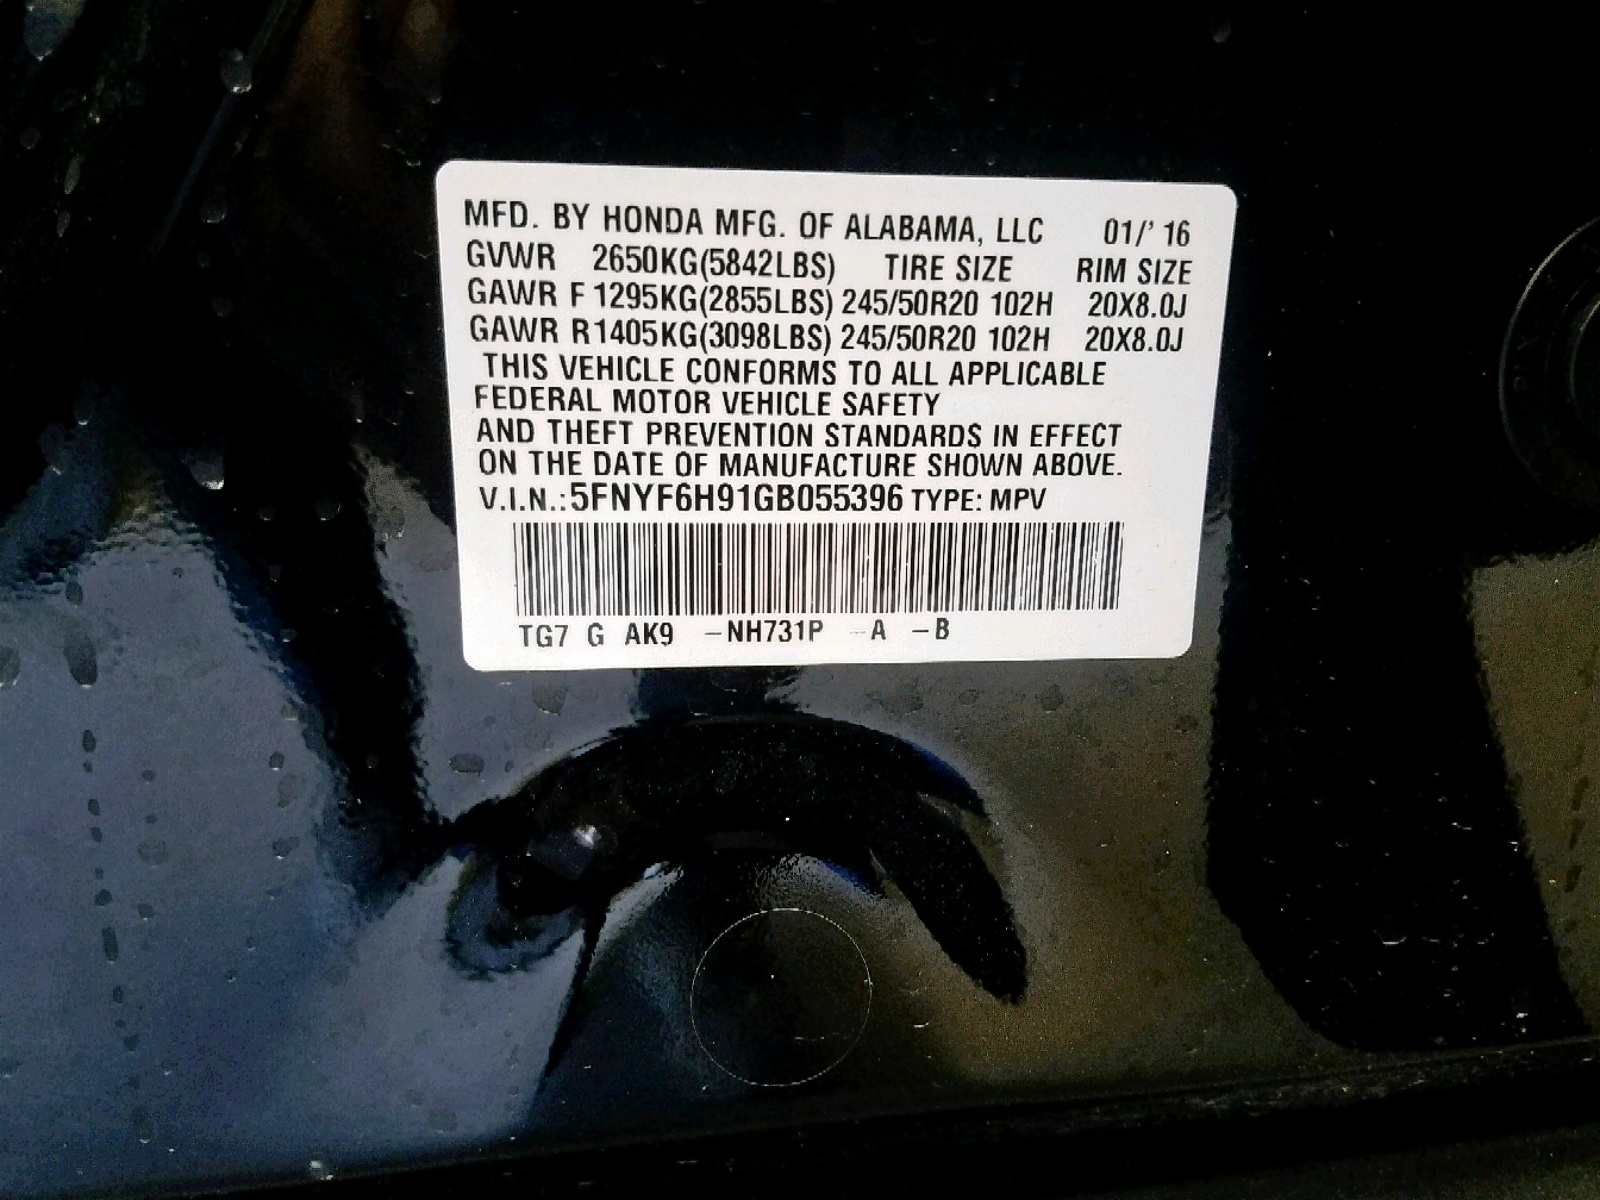 MFD. BY HONDA MFG. OF ALABAMA, LLC 01/' 16
GVWR 2650KG(5842LBS) TIRE SIZE RIM SIZE
GAWR F 1295KG(2855LBS) 245/50R20 102H 20X8.0J
GAWR R1405KG(3098LBS) 245/50R20 102H 20X8.0J
THIS VEHICLE CONFORMS TO ALL APPLICABLE
FEDERAL MOTOR VEHICLE SAFETY
AND THEFT PREVENTION STANDARDS IN EFFECT
ON THE DATE OF MANUFACTURE SHOWN ABOVE.
V.I.N.:5FNYF6H91GB055396 TYPE: MPV
TG7 G AK9 –NH731P –A –B